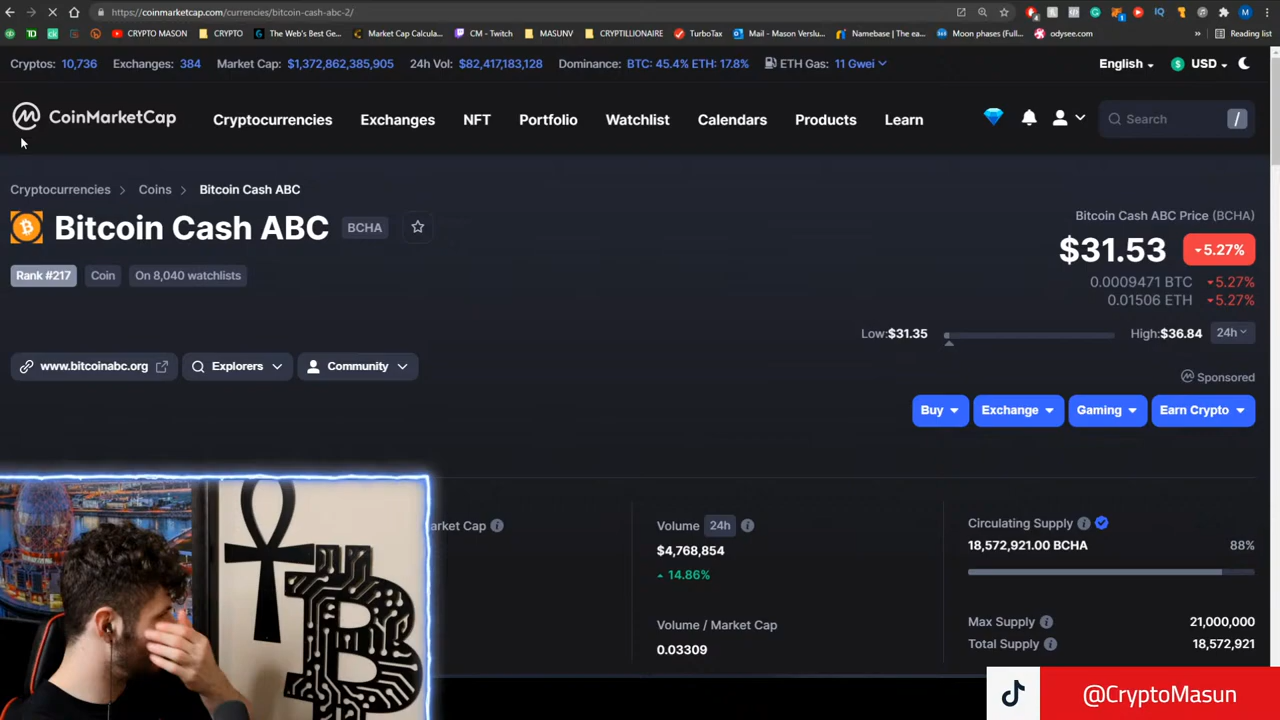 https://coinmarketcap.com/currencies/bitcoin-cash-abc-2/
CRYPTO MASON CRYPTO The Web's Best Ge... Market Cap Calcula... CM - Twitch MASUNV CRYPTILLIONAIRE TurboTax Mail - Mason Verslu... Namebase | The ea... Moon phases (Full... odysee.com » Reading list
Cryptos: 10,736 Exchanges: 384 Market Cap: $1,372,862,385,905 24h Vol: $82,417,183,128 Dominance: BTC: 45.4% ETH: 17.8% ETH Gas: 11 Gwei English USD
CoinMarketCap Cryptocurrencies Exchanges NFT Portfolio Watchlist Calendars Products Learn Search /
Cryptocurrencies Coins Bitcoin Cash ABC
Bitcoin Cash ABC BCHA
Rank #217 Coin On 8,040 watchlists
www.bitcoinabc.org Explorers Community
Bitcoin Cash ABC Price (BCHA)
$31.53 5.27%
0.0009471 BTC 5.27%
0.01506 ETH 5.27%
Low:$31.35 High:$36.84 24h
Sponsored
Buy Exchange Gaming Earn Crypto
arket Cap
Volume 24h
$4,768,854
14.86%
Volume / Market Cap
0.03309
Circulating Supply
18,572,921.00 BCHA 88%
Max Supply 21,000,000
Total Supply 18,572,921
@CryptoMasun